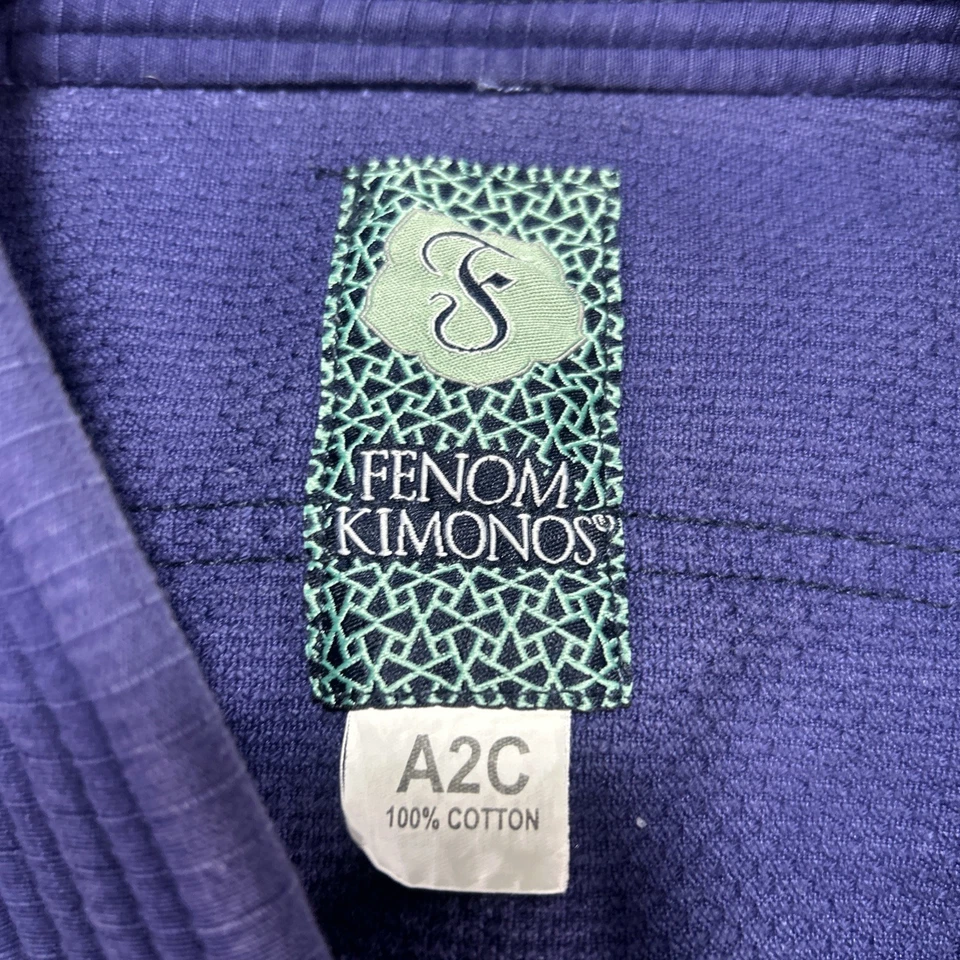 F
FENOM
KIMONOS®
A2C
100% COTTON